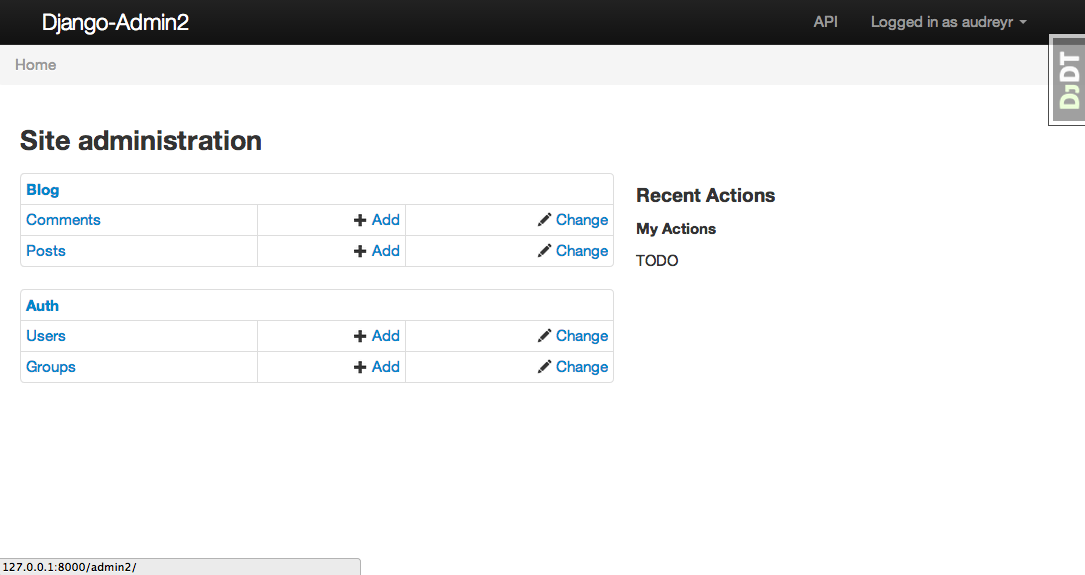 Django-Admin2 API Logged in as audreyr
Home
DjDT
Site administration
Blog
Comments Add Change
Posts Add Change
Auth
Users Add Change
Groups Add Change
Recent Actions
My Actions
TODO
127.0.0.1:8000/admin2/